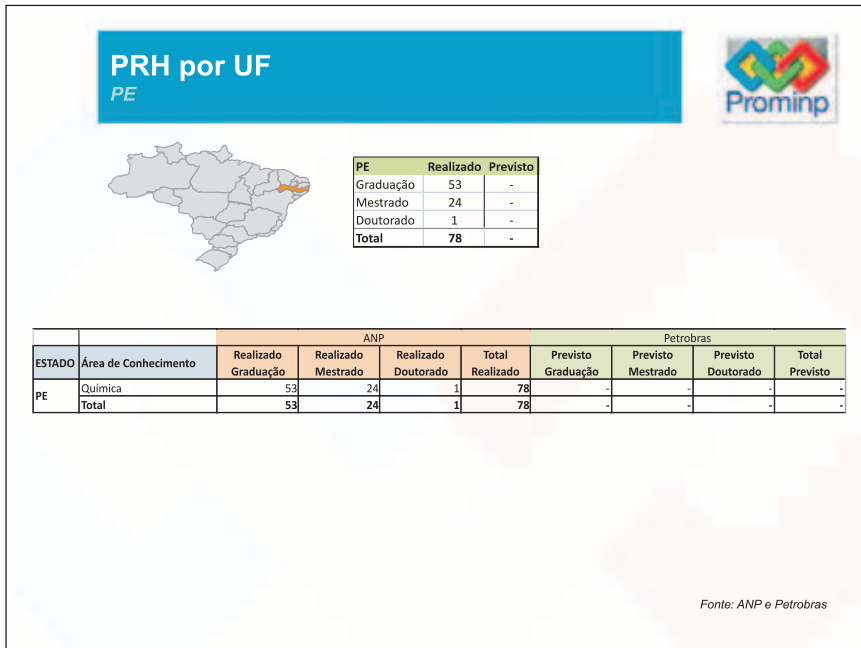 PRH por UF
PE
Prominp
PE Realizado Previsto
Graduação 53 -
Mestrado 24 -
Doutorado 1 -
Total 78 -
ANP Petrobras
ESTADO Área de Conhecimento Realizado Graduação Realizado Mestrado Realizado Doutorado Total Realizado Previsto Graduação Previsto Mestrado Previsto Doutorado Total Previsto
PE Química 53 24 1 78 - - - -
Total 53 24 1 78 - - - -
Fonte: ANP e Petrobras